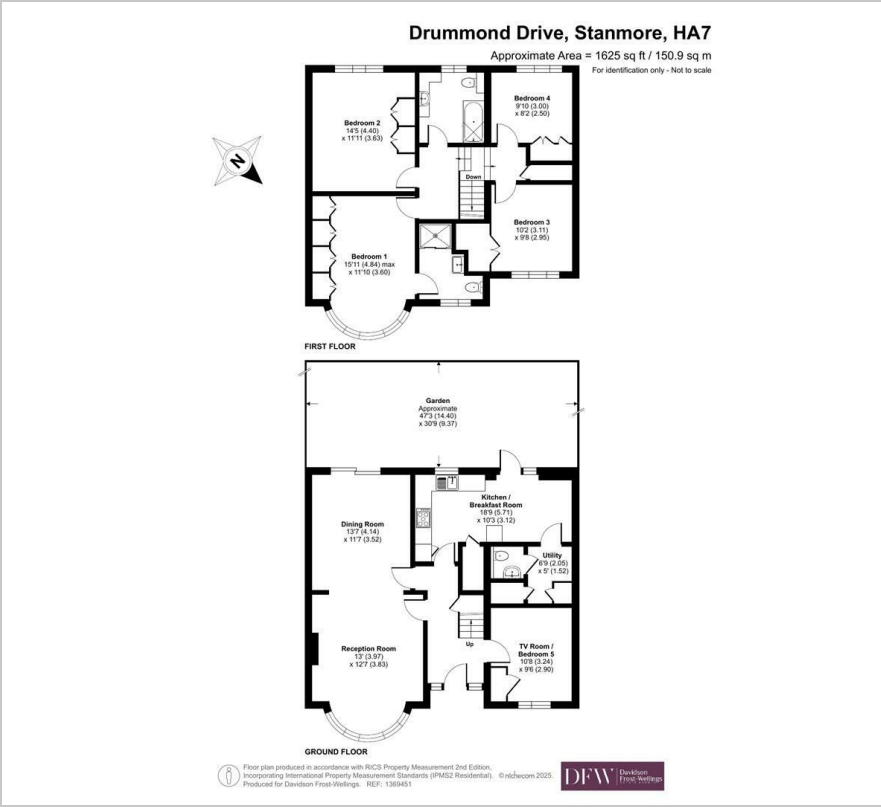 Drummond Drive, Stanmore, HA7
Approximate Area = 1625 sq ft / 150.9 sq m
For identification only - Not to scale
N
Bedroom 2
14'5 (4.40)
x 11'11 (3.63)
Bedroom 4
9'10 (3.00)
x 8'2 (2.50)
Down
Bedroom 1
15'11 (4.84) max
x 11'10 (3.60)
Bedroom 3
10'2 (3.11)
x 9'8 (2.95)
FIRST FLOOR
Garden
Approximate
47'3 (14.40)
x 30'9 (9.37)
Kitchen /
Breakfast Room
18'9 (5.71)
x 10'3 (3.12)
Dining Room
13'7 (4.14)
x 11'7 (3.52)
Utility
6'9 (2.05)
x 5' (1.52)
Reception Room
13' (3.97)
x 12'7 (3.83)
Up
TV Room /
Bedroom 5
10'8 (3.24)
x 9'6 (2.90)
GROUND FLOOR
Floor plan produced in accordance with RICS Property Measurement 2nd Edition,
Incorporating International Property Measurement Standards (IPMS2 Residential). © nichecom 2025.
Produced for Davidson Frost-Wellings. REF: 1369451
DFW
Davidson
Frost-Wellings